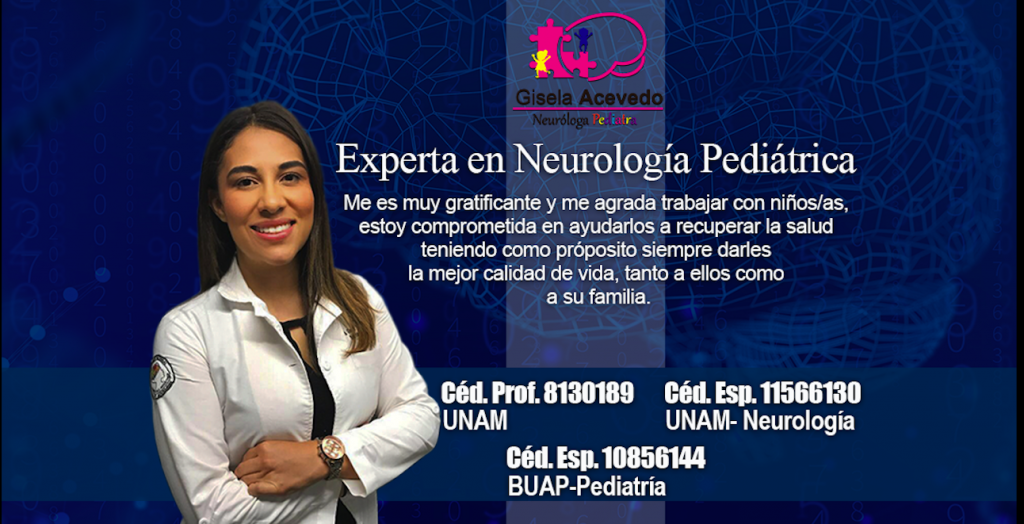 Gisela Acevedo
Neuróloga Pediatra
Experta en Neurología Pediátrica
Me es muy gratificante y me agrada trabajar con niños/as,
estoy comprometida en ayudarlos a recuperar la salud
teniendo como próposito siempre darles
la mejor calidad de vida, tanto a ellos como
a su familia.
Céd. Prof. 8130189 Céd. Esp. 11566130
UNAM UNAM- Neurología
Céd. Esp. 10856144
BUAP-Pediatría